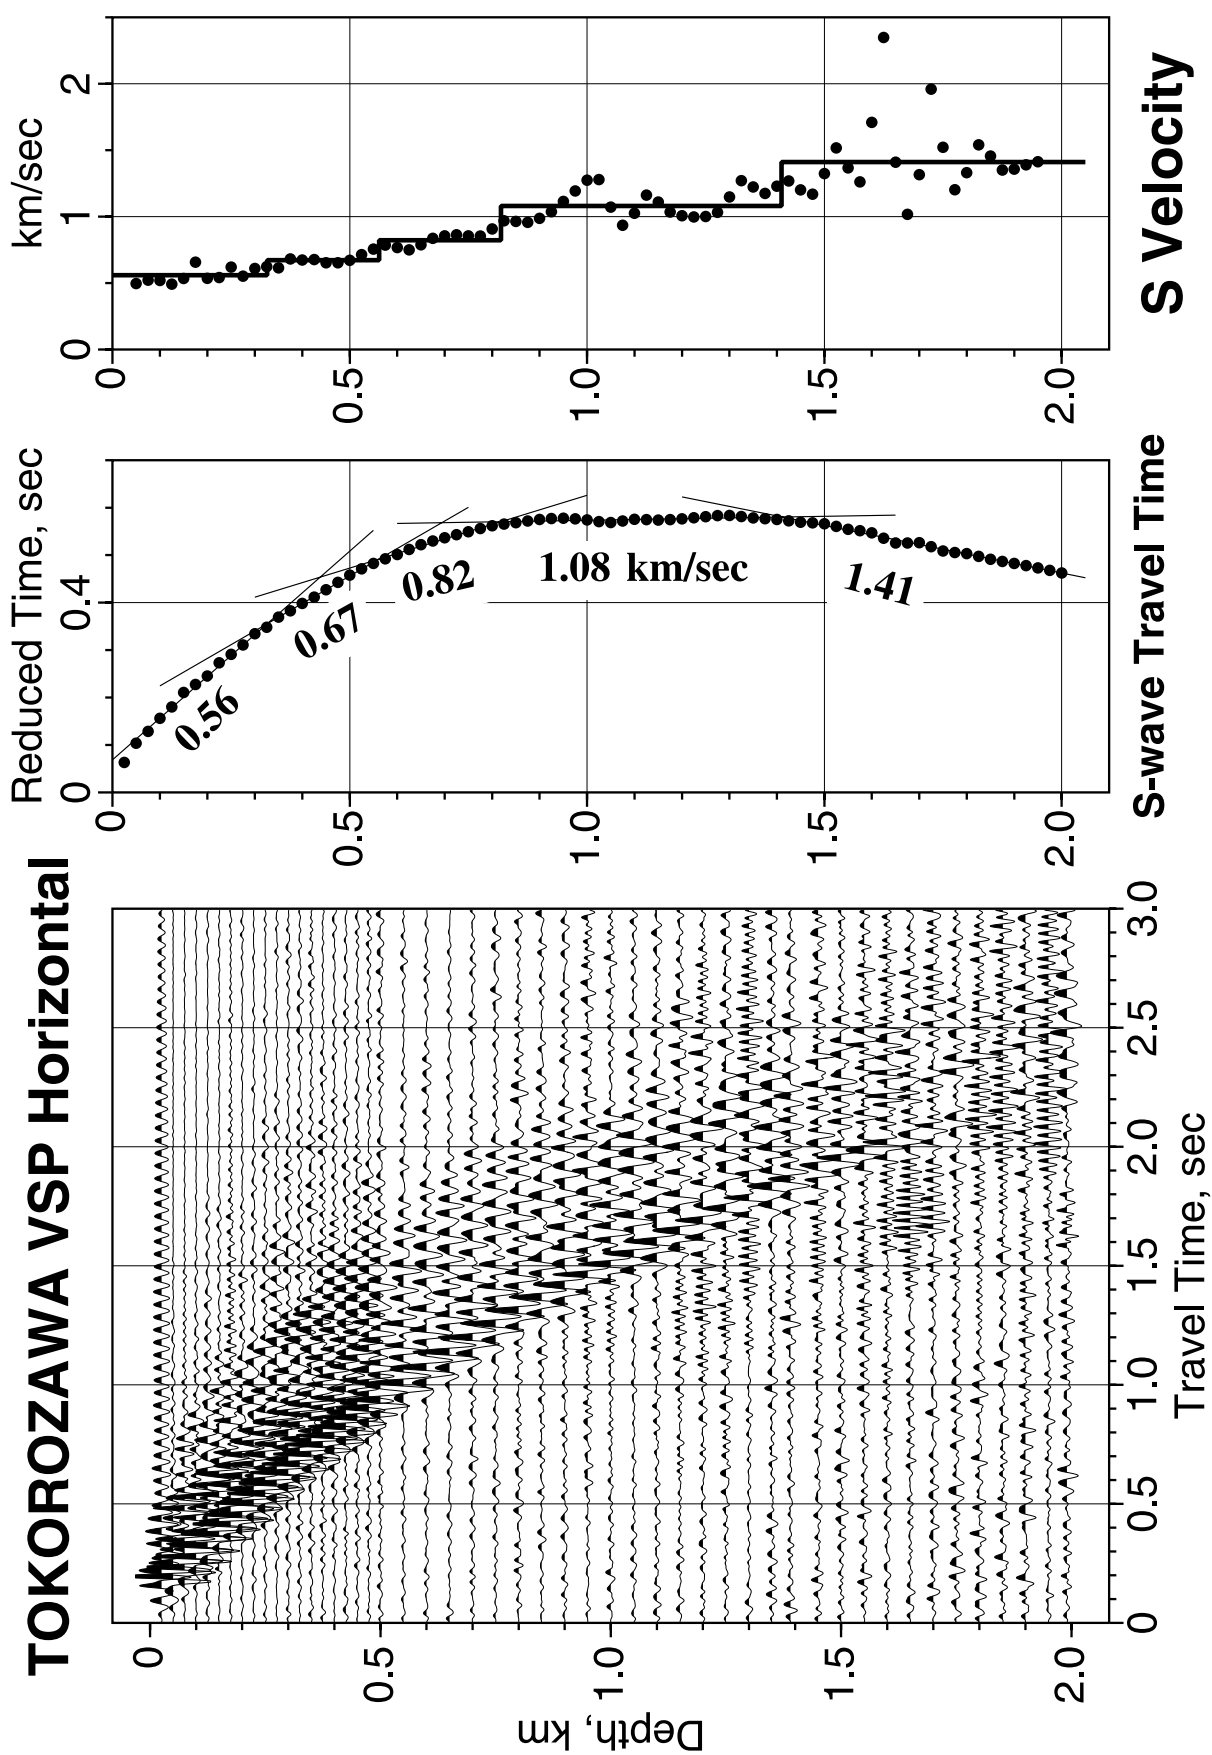 TOKOROZAWA VSP Horizontal
Depth, km
0
0.5
1.0
1.5
2.0
0 0.5 1.0 1.5 2.0 2.5 3.0
Travel Time, sec
Reduced Time, sec
0 0.4
0
0.5
1.0
1.5
2.0
0.56
0.67
0.82
1.08 km/sec
1.41
S-wave Travel Time
km/sec
0 1 2
0
0.5
1.0
1.5
2.0
S Velocity